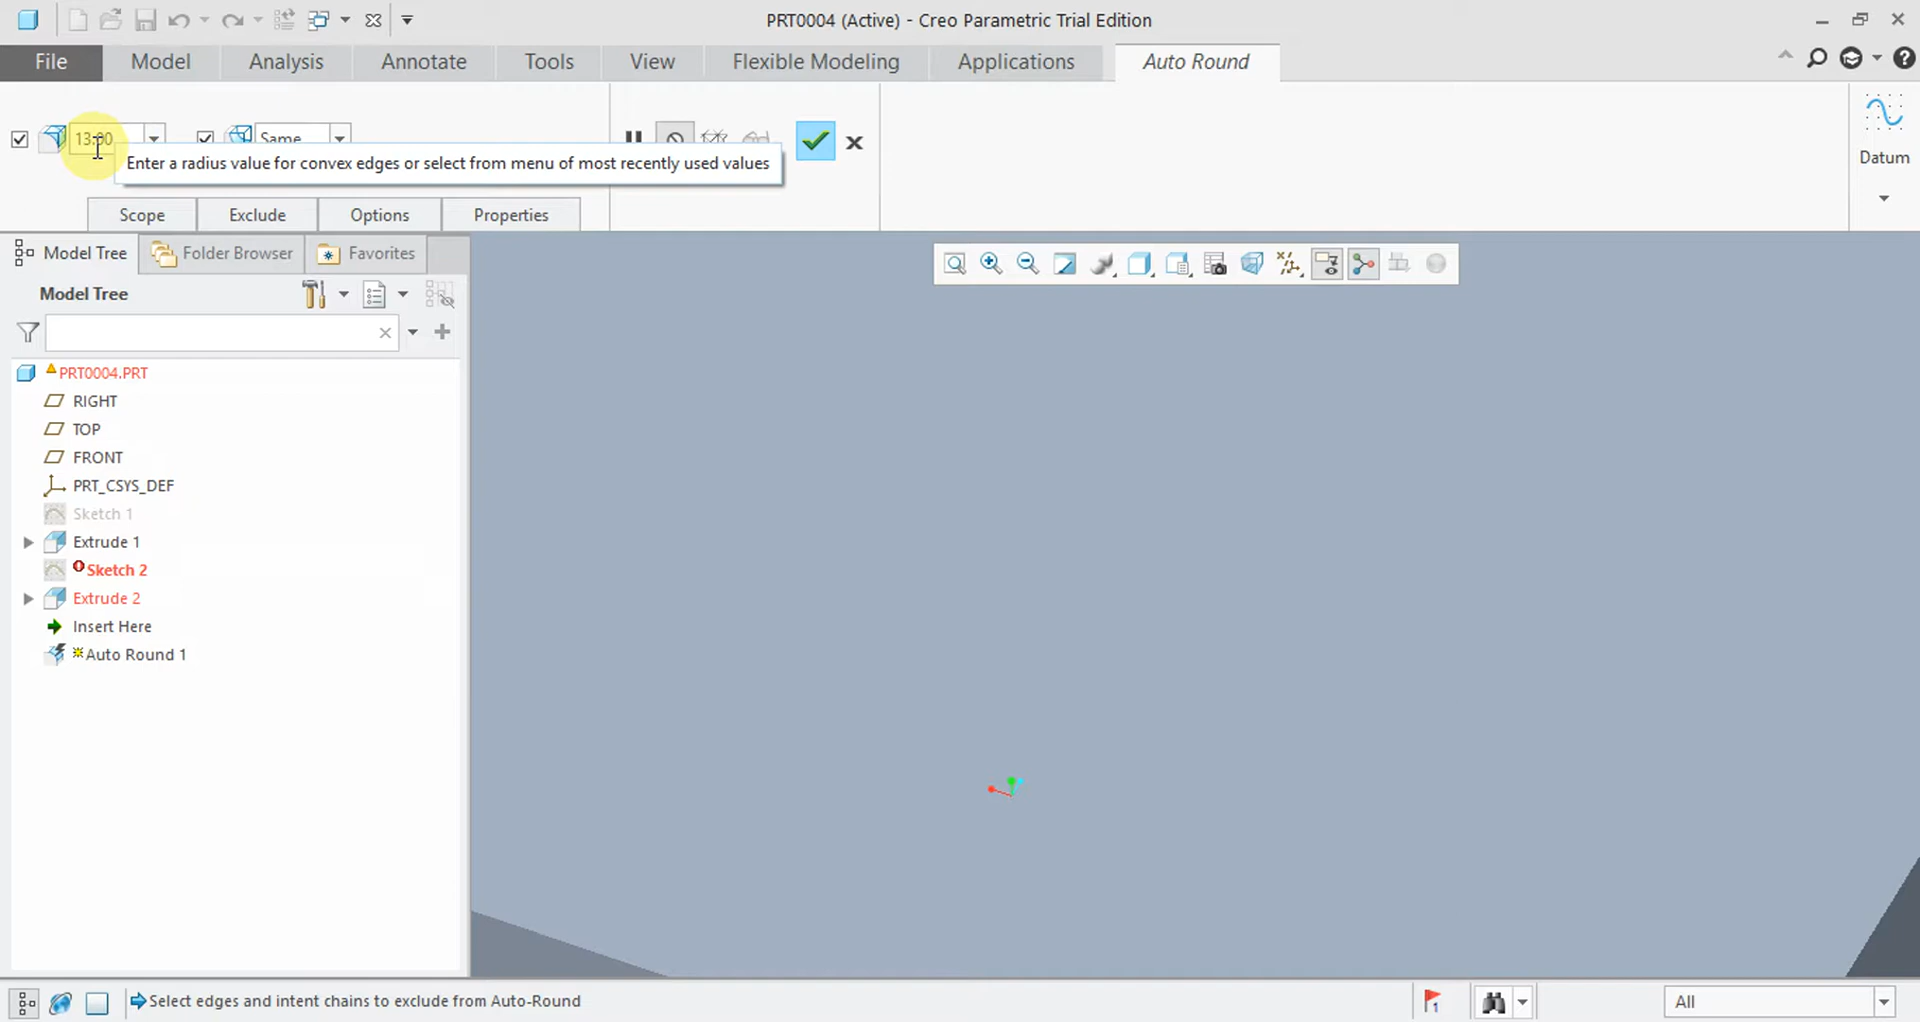 PRT0004 (Active) - Creo Parametric Trial Edition
File Model Analysis Annotate Tools View Flexible Modeling Applications Auto Round
13.00 Same
Enter a radius value for convex edges or select from menu of most recently used values
Datum
Scope Exclude Options Properties
Model Tree Folder Browser Favorites
Model Tree
PRT0004.PRT
RIGHT
TOP
FRONT
PRT_CSYS_DEF
Sketch 1
Extrude 1
Sketch 2
Extrude 2
Insert Here
Auto Round 1
Select edges and intent chains to exclude from Auto-Round
1
All